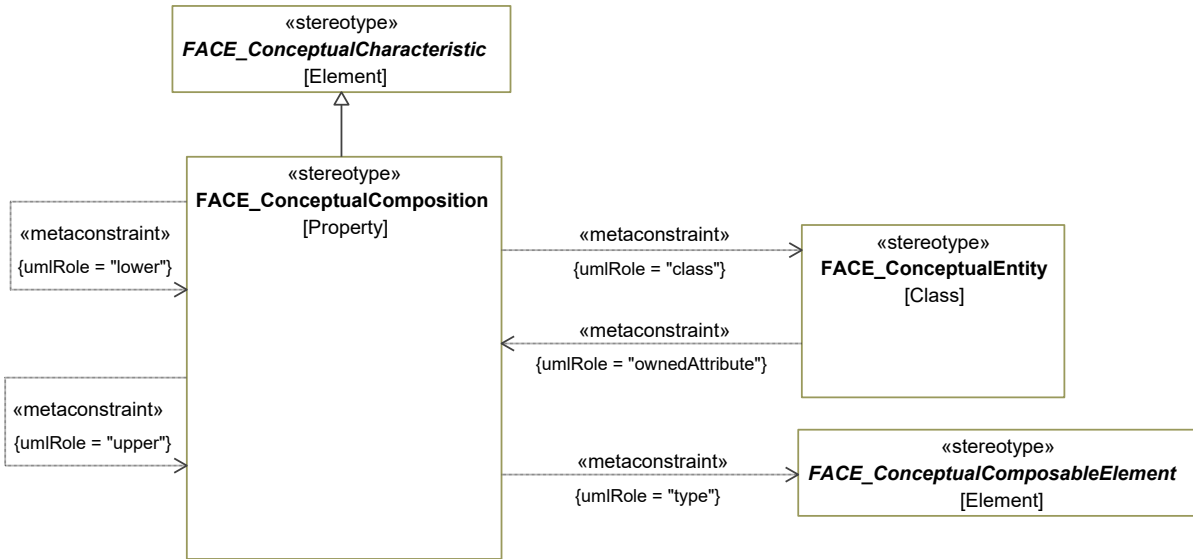 «stereotype»
FACE_ConceptualCharacteristic
[Element]
«stereotype»
FACE_ConceptualComposition
[Property]
«metaconstraint»
{umlRole = "lower"}
«metaconstraint»
{umlRole = "upper"}
«metaconstraint»
{umlRole = "class"}
«metaconstraint»
{umlRole = "ownedAttribute"}
«metaconstraint»
{umlRole = "type"}
«stereotype»
FACE_ConceptualEntity
[Class]
«stereotype»
FACE_ConceptualComposableElement
[Element]